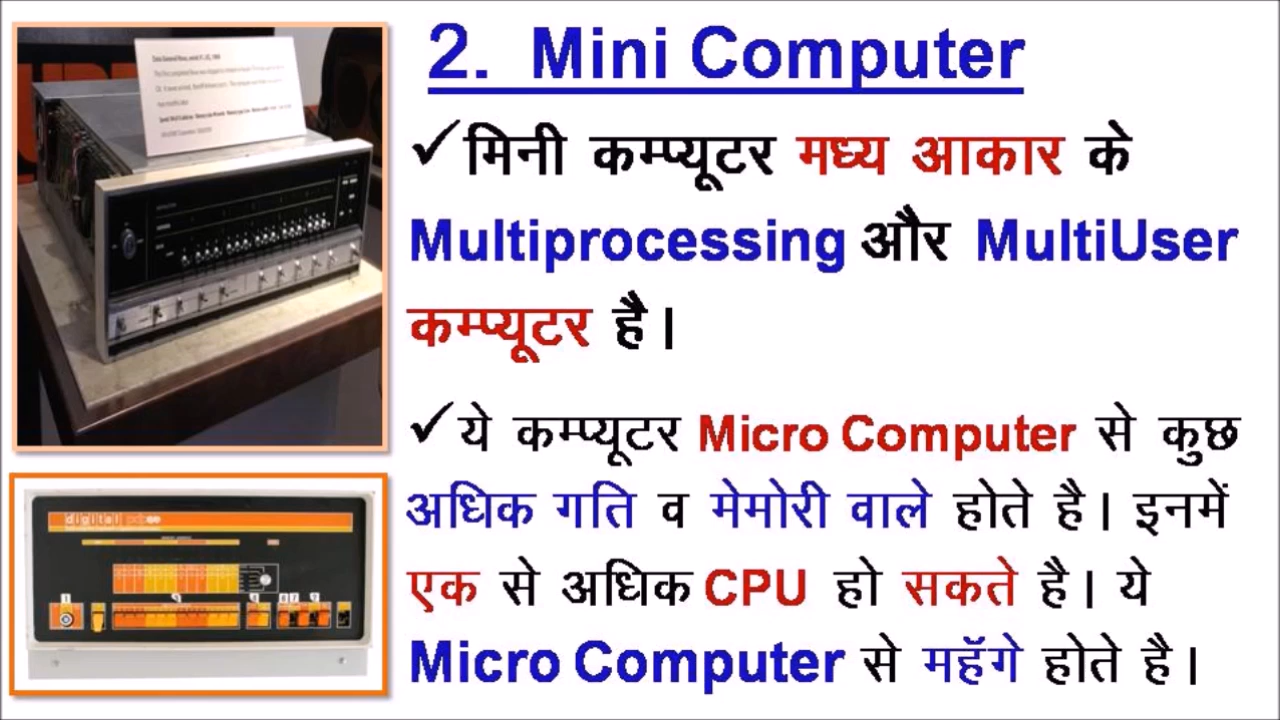 2. Mini Computer
✓मिनी कम्प्यूटर मध्य आकार के
Multiprocessing और MultiUser
कम्प्यूटर है।
✓ये कम्प्यूटर Micro Computer से कुछ
अधिक गति व मेमोरी वाले होते है। इनमें
एक से अधिक CPU हो सकते है। ये
Micro Computer से महॅगे होते है।
digital